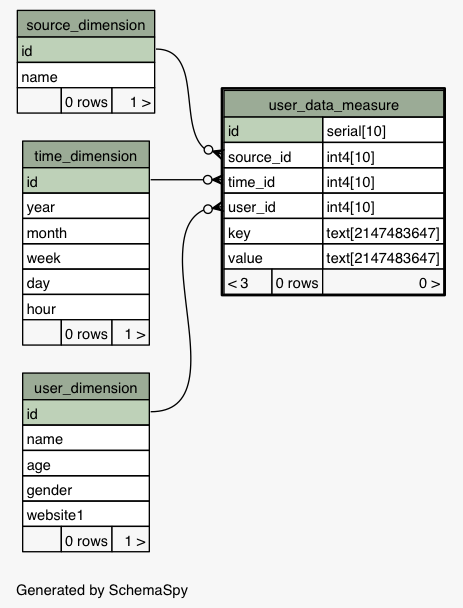 source_dimension
id
name
0 rows 1 >
time_dimension
id
year
month
week
day
hour
0 rows 1 >
user_dimension
id
name
age
gender
website1
0 rows 1 >
user_data_measure
id serial[10]
source_id int4[10]
time_id int4[10]
user_id int4[10]
key text[2147483647]
value text[2147483647]
< 3 0 rows 0 >
Generated by SchemaSpy